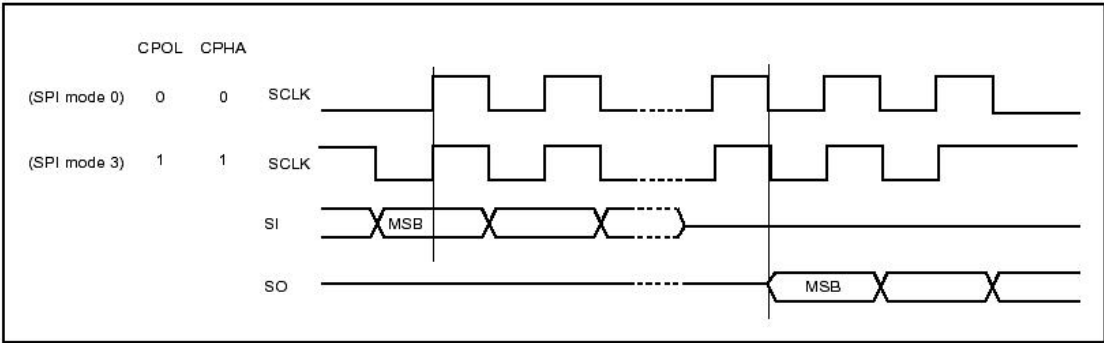 CPOL CPHA
(SPI mode 0) 0 0 SCLK
(SPI mode 3) 1 1 SCLK
SI MSB
SO MSB